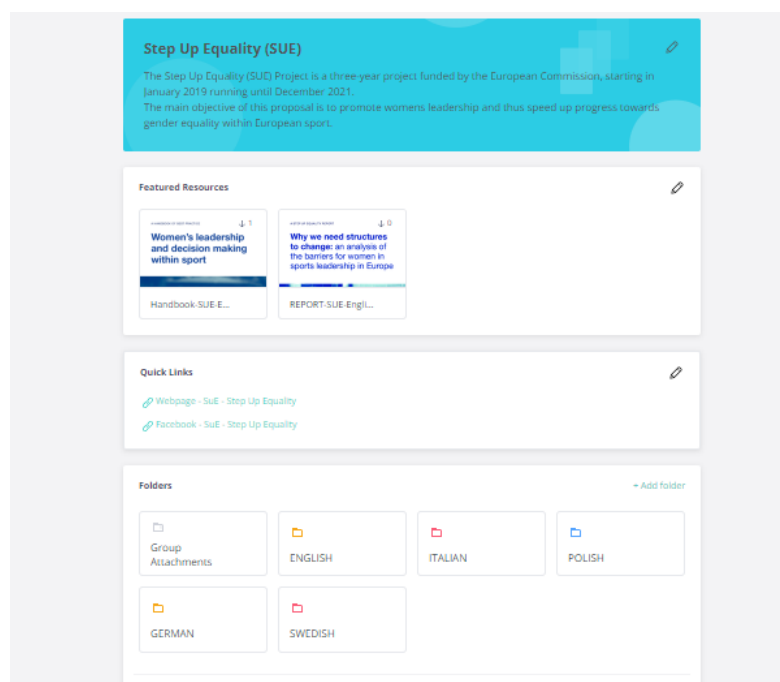 Step Up Equality (SUE)
The Step Up Equality (SUE) Project is a three-year project funded by the European Commission, starting in
January 2019 running until December 2021.
The main objective of this proposal is to promote womens leadership and thus speed up progress towards
gender equality within European sport.
Featured Resources
1
Women's leadership
and decision making
within sport
Handbook-SUE-E...
0
Why we need structures
to change: an analysis of
the barriers for women in
sports leadership in Europe
REPORT-SUE-Engli...
Quick Links
Webpage - SuE - Step Up Equality
Facebook - SuE - Step Up Equality
Folders
+ Add folder
Group
Attachments
ENGLISH
ITALIAN
POLISH
GERMAN
SWEDISH